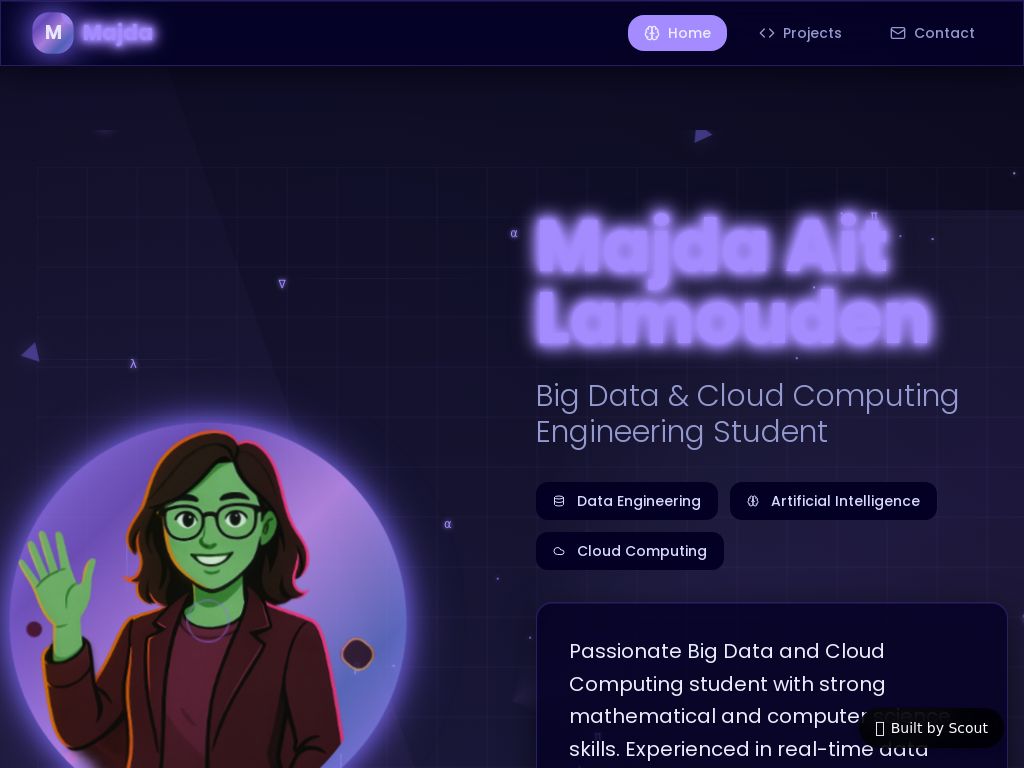 M Majda Home Projects Contact
π
Majda Ait
α
∇
Lamouden
λ
Big Data & Cloud Computing
Engineering Student
Data Engineering Artificial Intelligence
α
Cloud Computing
Passionate Big Data and Cloud
Computing student with strong
mathematical and computer science
skills. Experienced in real-time data
Built by Scout